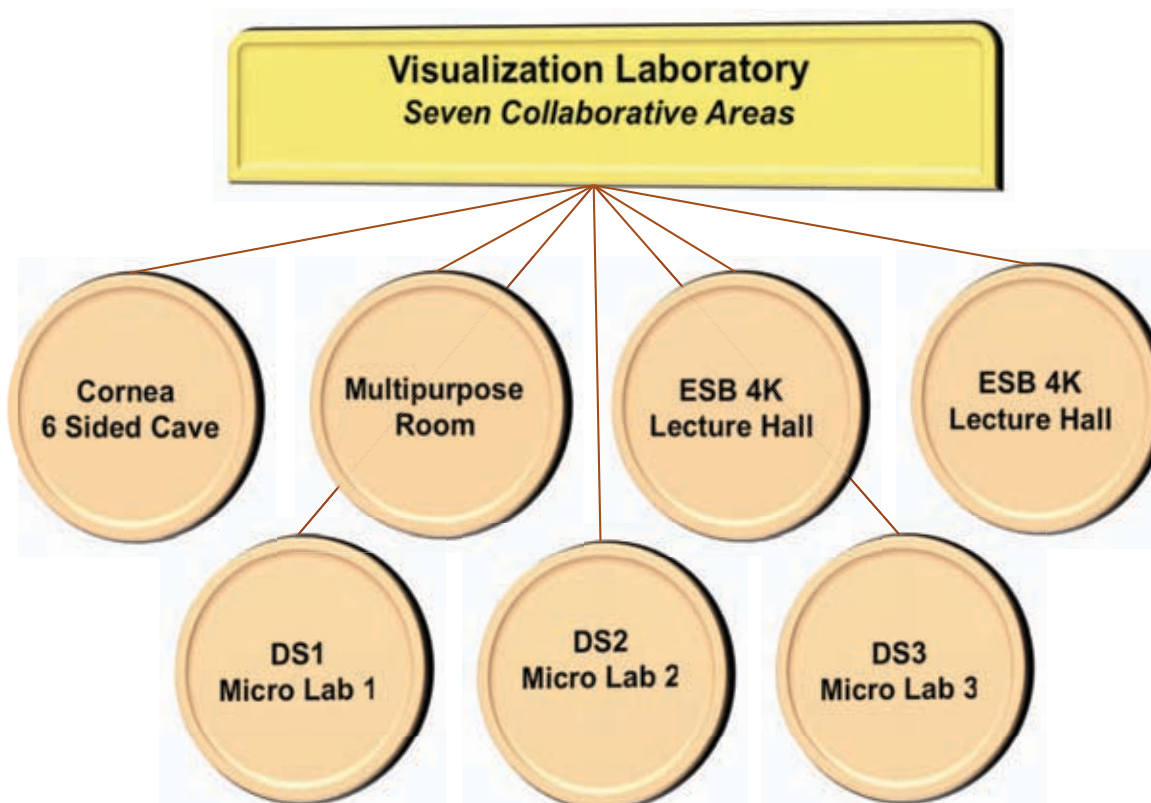 Visualization Laboratory
Seven Collaborative Areas
Cornea
6 Sided Cave
Multipurpose
Room
ESB 4K
Lecture Hall
ESB 4K
Lecture Hall
DS1
Micro Lab 1
DS2
Micro Lab 2
DS3
Micro Lab 3